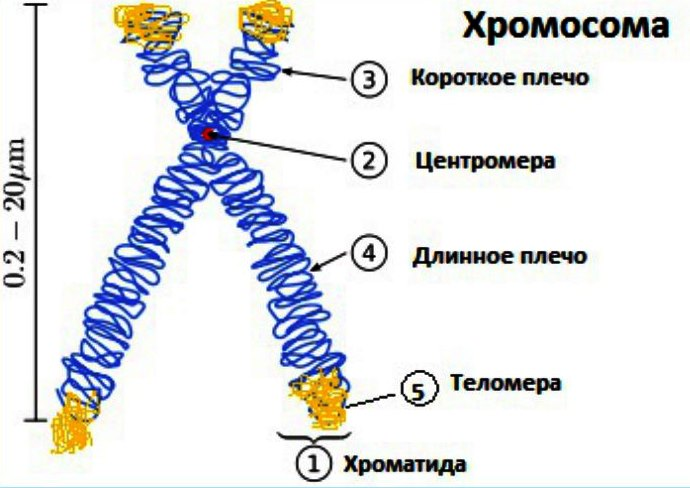 Хромосома
3 Короткое плечо
2 Центромера
0.2 – 20µm
4 Длинное плечо
5 Теломера
1 Хроматида